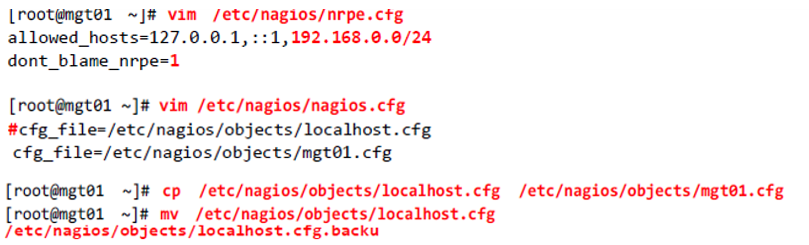 [root@mgt01 ~]# vim /etc/nagios/nrpe.cfg
allowed_hosts=127.0.0.1,::1,192.168.0.0/24
dont_blame_nrpe=1
[root@mgt01 ~]# vim /etc/nagios/nagios.cfg
#cfg_file=/etc/nagios/objects/localhost.cfg
cfg_file=/etc/nagios/objects/mgt01.cfg
[root@mgt01 ~]# cp /etc/nagios/objects/localhost.cfg /etc/nagios/objects/mgt01.cfg
[root@mgt01 ~]# mv /etc/nagios/objects/localhost.cfg
/etc/nagios/objects/localhost.cfg.backu